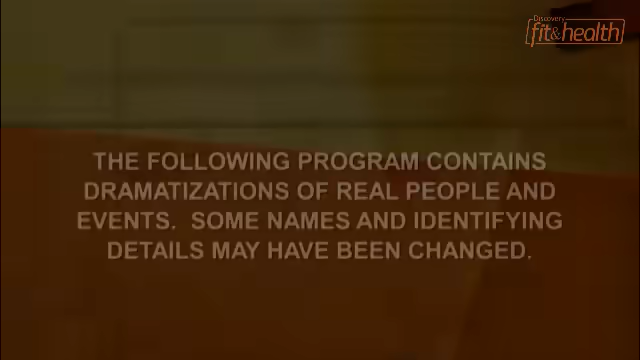 Discovery
fit&health
THE FOLLOWING PROGRAM CONTAINS
DRAMATIZATIONS OF REAL PEOPLE AND
EVENTS. SOME NAMES AND IDENTIFYING
DETAILS MAY HAVE BEEN CHANGED.